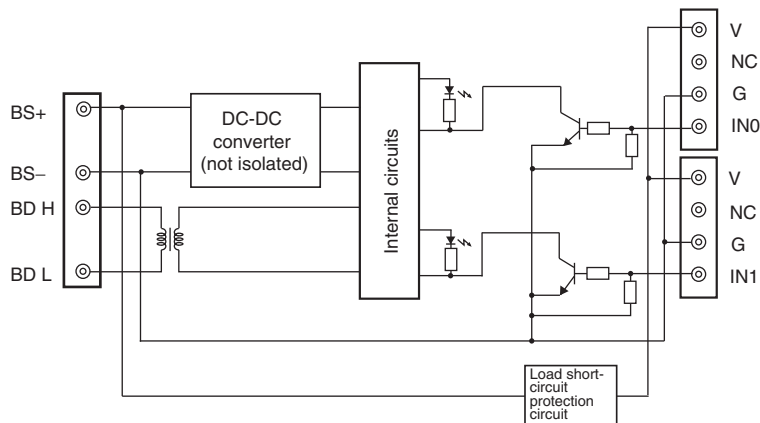 BS+
BS–
BD H
BD L
DC-DC
converter
(not isolated)
Internal circuits
V
NC
G
IN0
V
NC
G
IN1
Load short-
circuit
protection
circuit